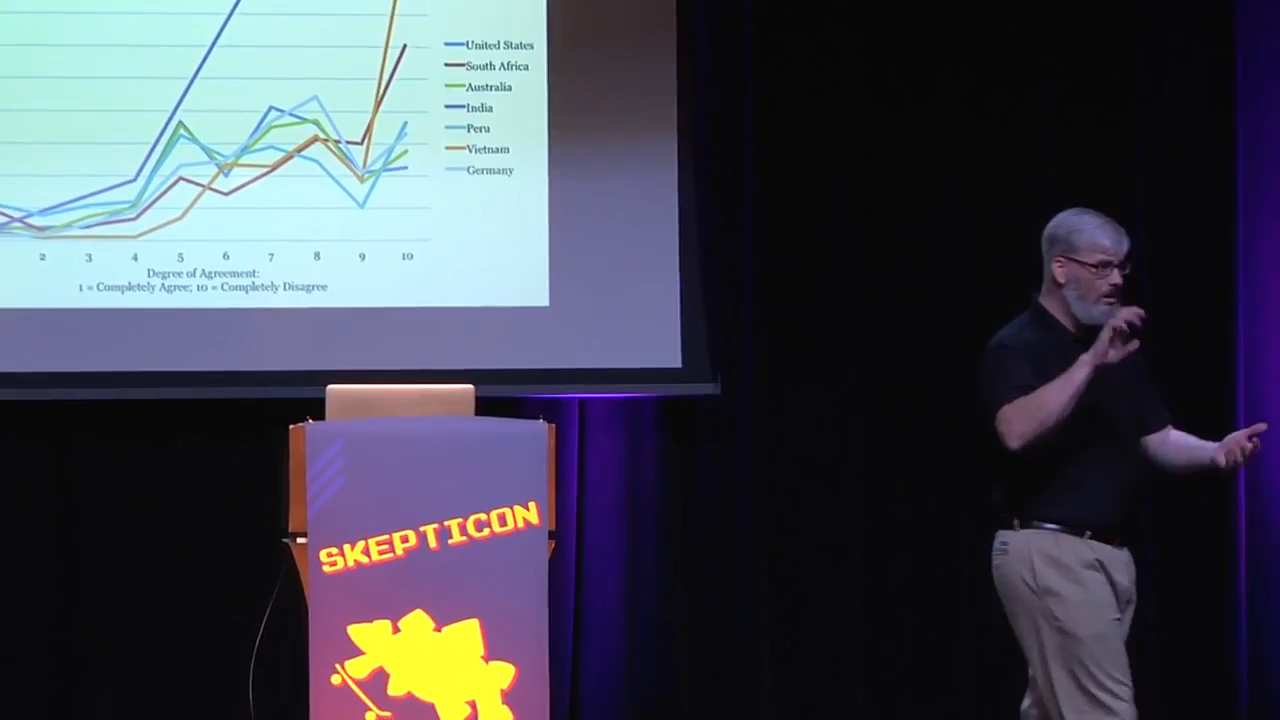 United States
South Africa
Australia
India
Peru
Vietnam
Germany
2 3 4 5 6 7 8 9 10
Degree of Agreement:
1 = Completely Agree; 10 = Completely Disagree
SKEPTICON